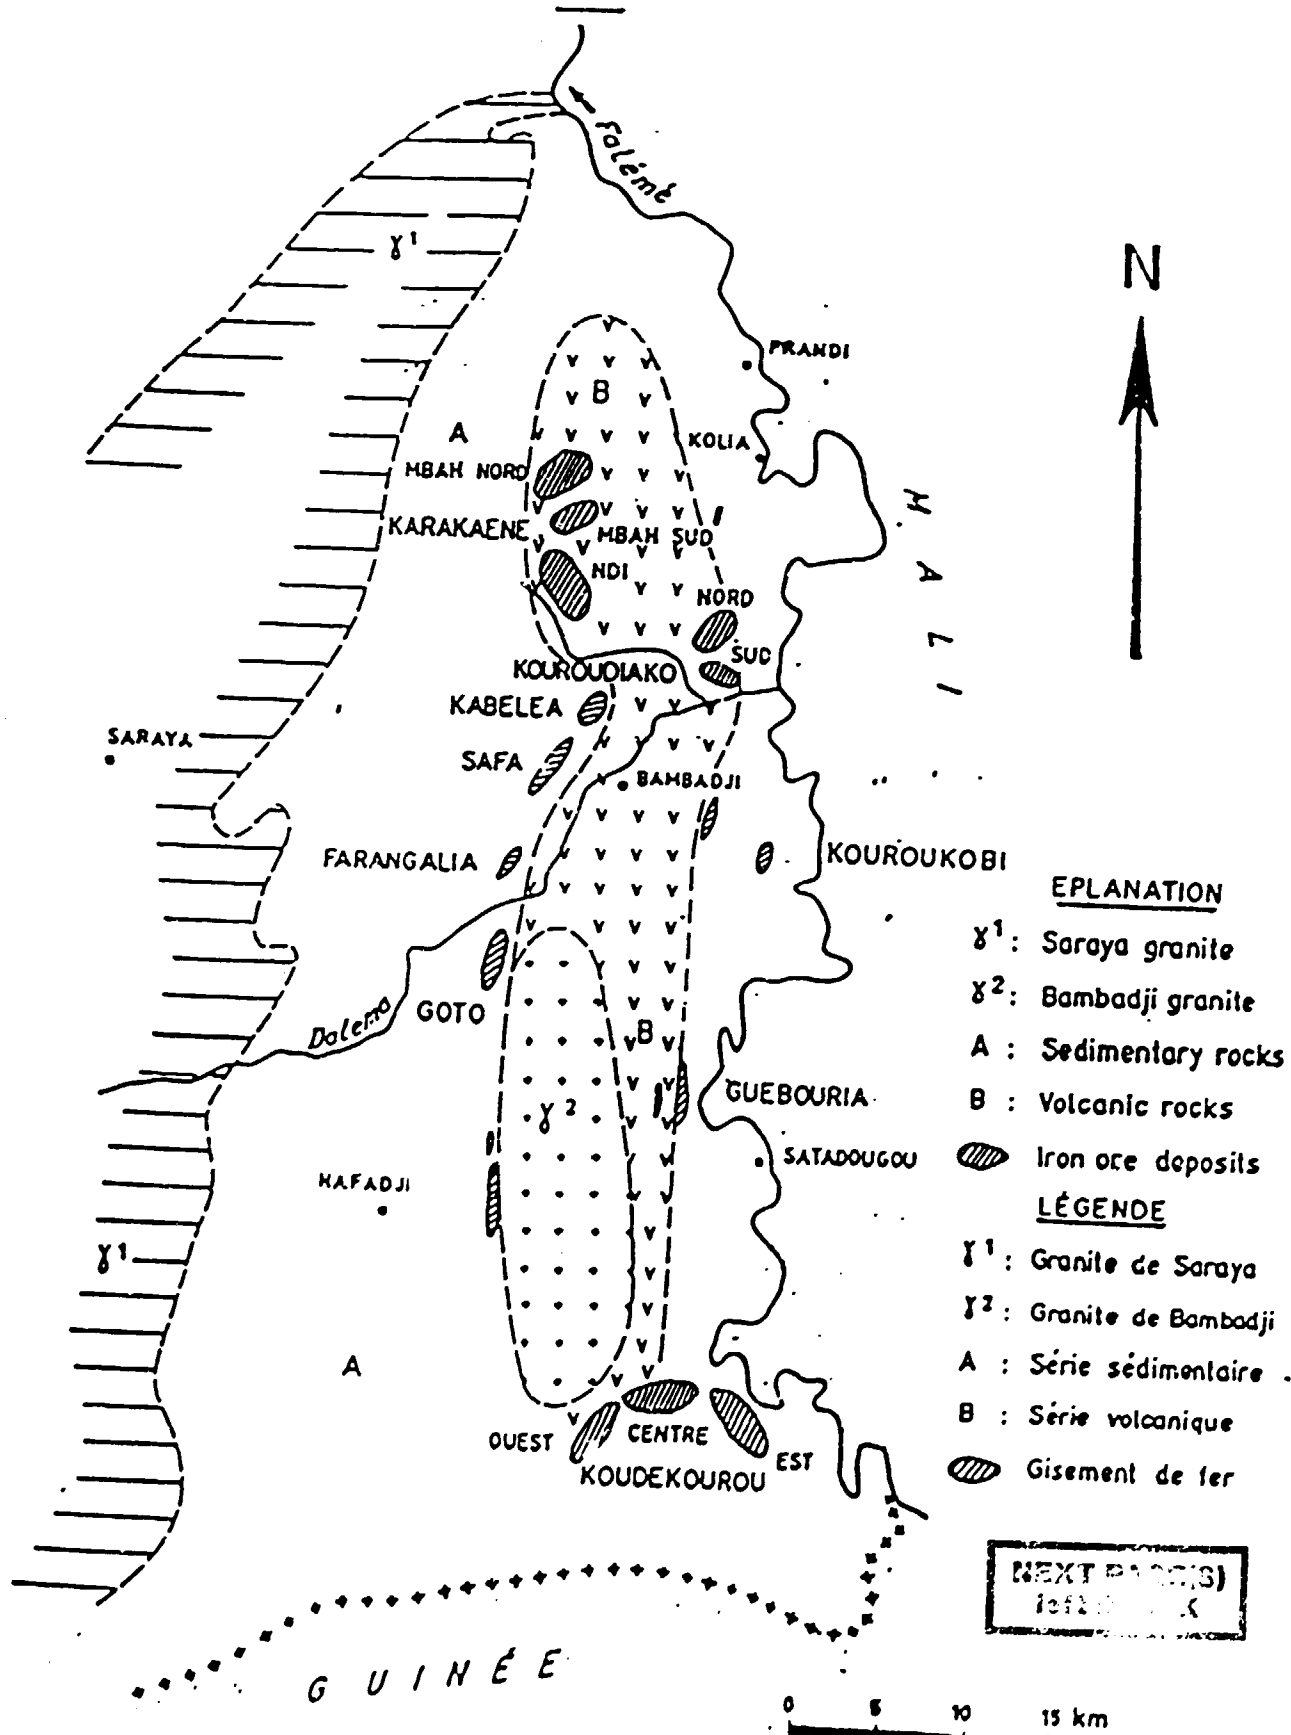 Falémé
γ1
N
PRANDI
B
A
KOLIA
MBAH NORD
KARAKAENE
MBAH SUD
NDI
NORD
SUD
MALI
KOUROUDIAKO
KABELEA
SARAYA
SAFA
BAMBADJI
FARANGALIA
KOUROUKOBI
GOTO
Dalema
B
GUEBOURIA
γ2
SATADOUGOU
HAFADJI
γ1
A
OUEST
CENTRE
EST
KOUDEKOUROU
GUINÉE
EPLANATION
γ1: Saraya granite
γ2: Bambadji granite
A : Sedimentary rocks
B : Volcanic rocks
Iron ore deposits
LÉGENDE
γ1: Granite de Saraya
γ2: Granite de Bambadji
A : Série sédimentaire
B : Série volcanique
Gisement de fer
NEXT
0 5 10 15 km